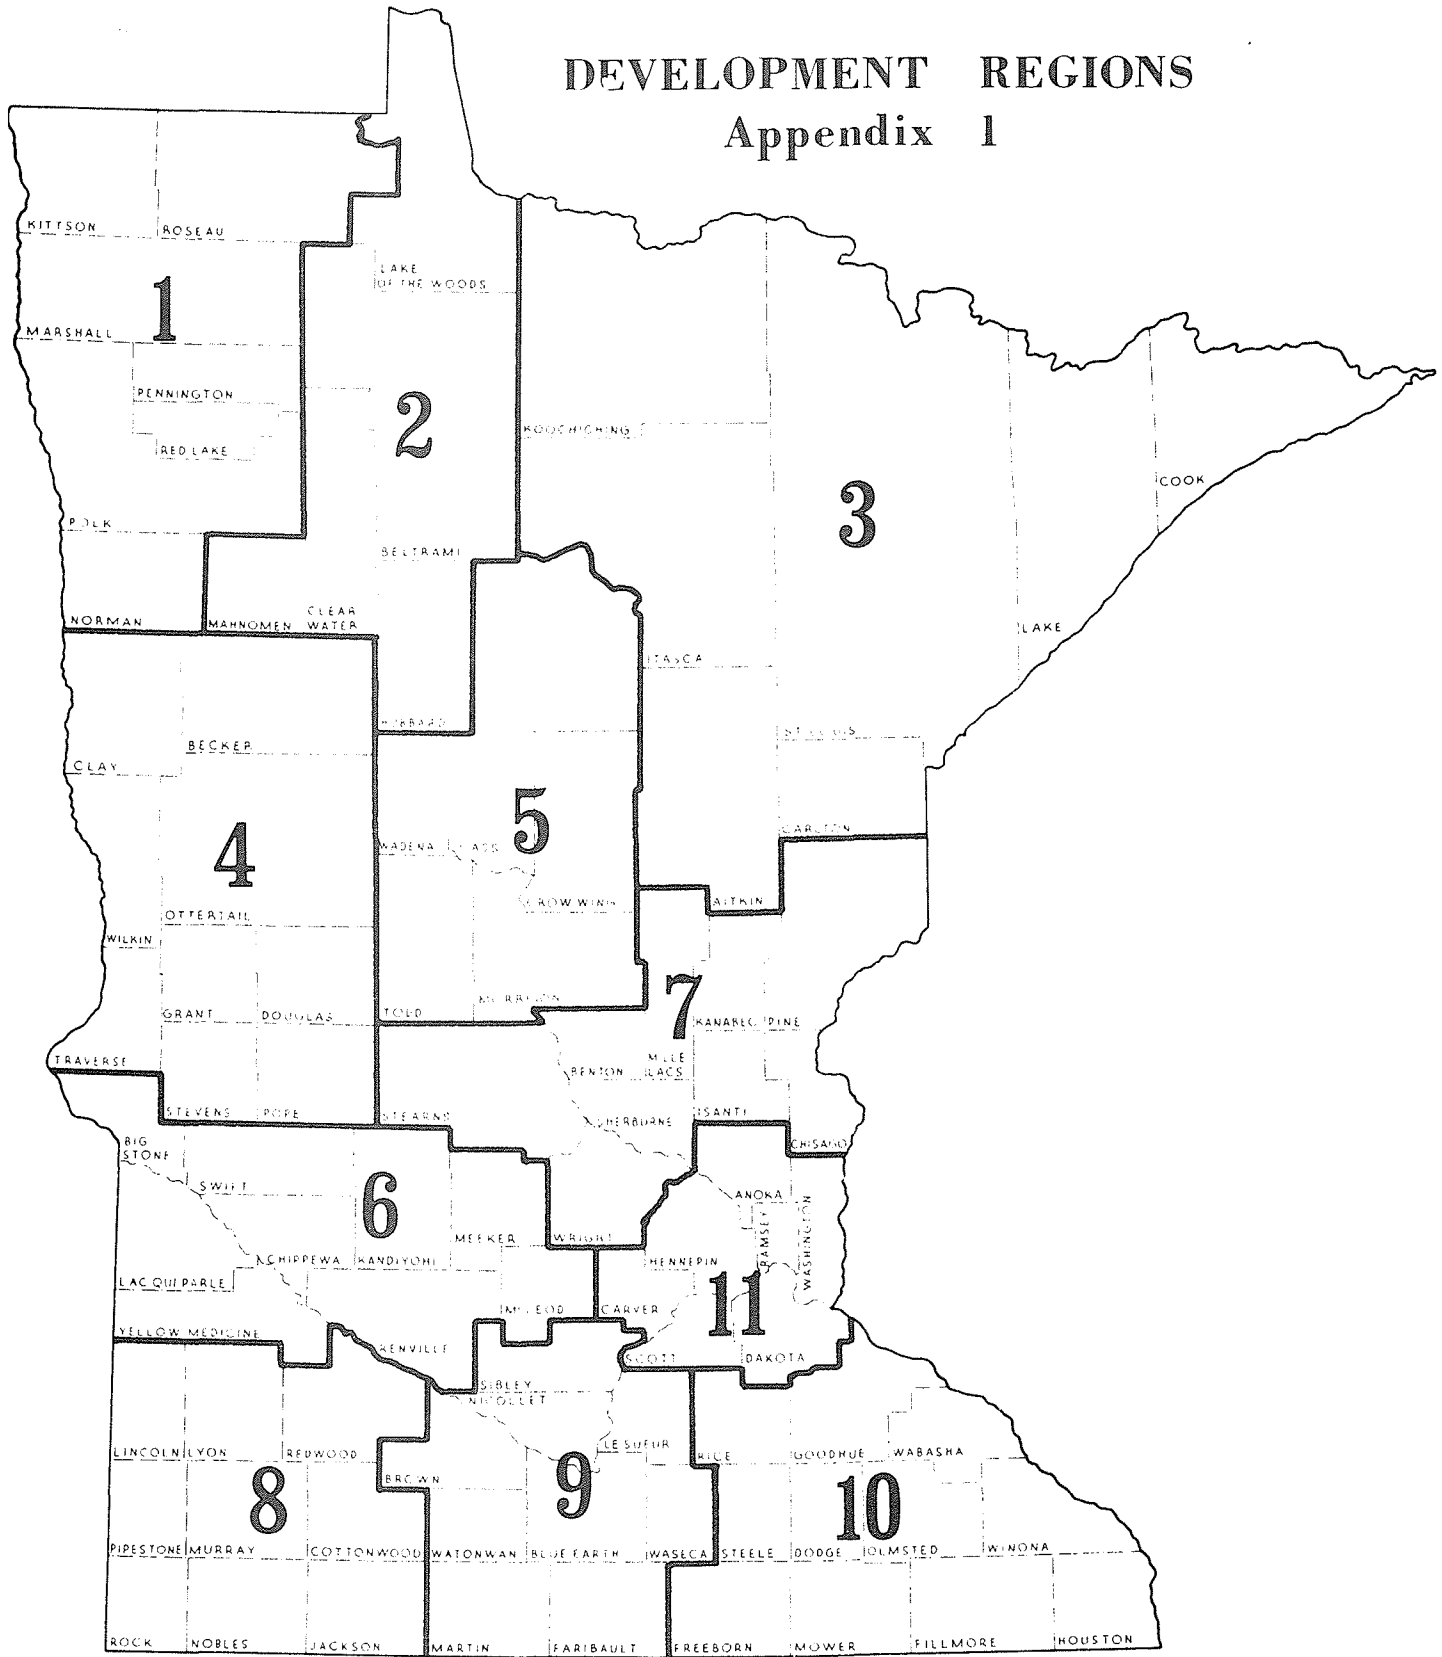 DEVELOPMENT REGIONS
Appendix 1
KITTSON
ROSEAU
LAKE
OF THE WOODS
1
MARSHALL
PENNINGTON
2
KOOCHICHING
RED LAKE
COOK
3
POLK
BELTRAMI
CLEAR
WATER
NORMAN
MAHNOMEN
LAKE
ITASCA
HUBBARD
ST LOUIS
BECKER
CLAY
5
CARLTON
4
WADENA
CASS
CROW WING
AITKIN
OTTERTAIL
WILKIN
MORRISON
7
GRANT
DOUGLAS
TODD
KANABEC
PINE
TRAVERSE
MILLE
LACS
BENTON
STEVENS
POPE
STEARNS
ISANTI
SHERBURNE
CHISAGO
BIG
STONE
SWIFT
6
ANOKA
RAMSEY
WASHINGTON
MEEKER
WRIGHT
CHIPPEWA
KANDIYOHI
HENNEPIN
LAC QUI PARLE
McLEOD
CARVER
11
YELLOW MEDICINE
RENVILLE
SCOTT
DAKOTA
SIBLEY
NICOLLET
LINCOLN
LYON
REDWOOD
LE SUEUR
RICE
GOODHUE
WABASHA
BROWN
8
9
10
PIPESTONE
MURRAY
COTTONWOOD
WATONWAN
BLUE EARTH
WASECA
STEELE
DODGE
OLMSTED
WINONA
ROCK
NOBLES
JACKSON
MARTIN
FARIBAULT
FREEBORN
MOWER
FILLMORE
HOUSTON